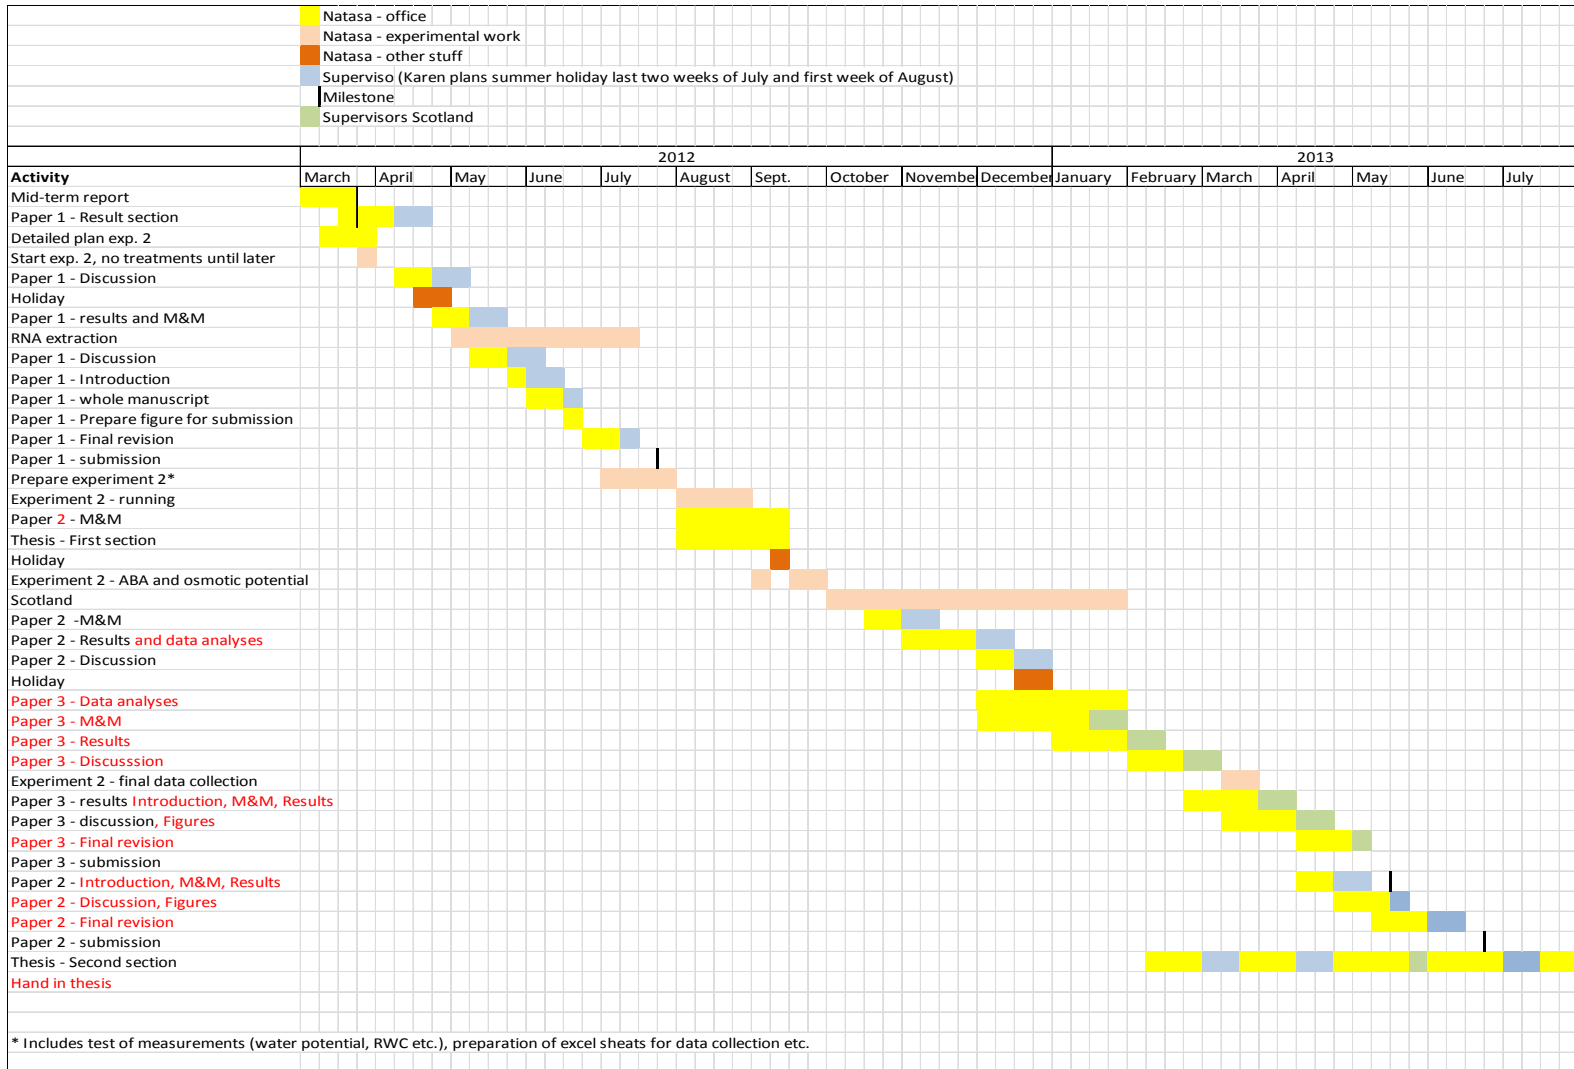 Natasa - office
Natasa - experimental work
Natasa - other stuff
Superviso (Karen plans summer holiday last two weeks of July and first week of August)
Milestone
Supervisors Scotland
2012 2013
Activity March April May June July August Sept. October Novembe December January February March April May June July
Mid-term report
Paper 1 - Result section
Detailed plan exp. 2
Start exp. 2, no treatments until later
Paper 1 - Discussion
Holiday
Paper 1 - results and M&M
RNA extraction
Paper 1 - Discussion
Paper 1 - Introduction
Paper 1 - whole manuscript
Paper 1 - Prepare figure for submission
Paper 1 - Final revision
Paper 1 - submission
Prepare experiment 2*
Experiment 2 - running
Paper 2 - M&M
Thesis - First section
Holiday
Experiment 2 - ABA and osmotic potential
Scotland
Paper 2 -M&M
Paper 2 - Results and data analyses
Paper 2 - Discussion
Holiday
Paper 3 - Data analyses
Paper 3 - M&M
Paper 3 - Results
Paper 3 - Discusssion
Experiment 2 - final data collection
Paper 3 - results Introduction, M&M, Results
Paper 3 - discussion, Figures
Paper 3 - Final revision
Paper 3 - submission
Paper 2 - Introduction, M&M, Results
Paper 2 - Discussion, Figures
Paper 2 - Final revision
Paper 2 - submission
Thesis - Second section
Hand in thesis
* Includes test of measurements (water potential, RWC etc.), preparation of excel sheats for data collection etc.